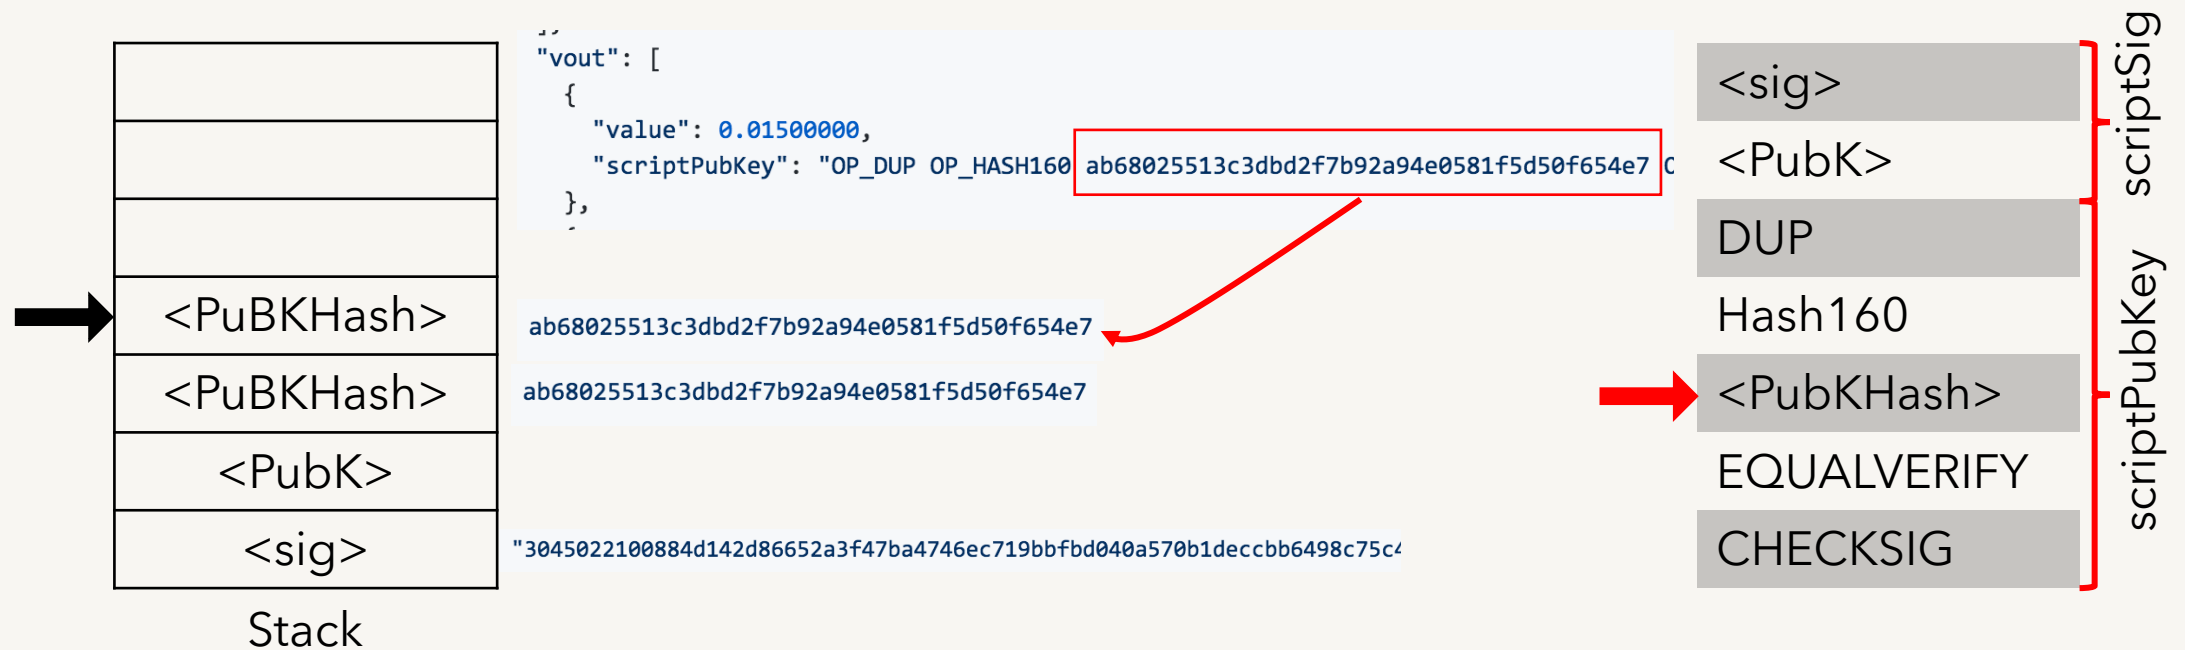 "vout": [
{
"value": 0.01500000,
"scriptPubKey": "OP_DUP OP_HASH160 ab68025513c3dbd2f7b92a94e0581f5d50f654e7
},
<PuBKHash>
ab68025513c3dbd2f7b92a94e0581f5d50f654e7
<PuBKHash>
ab68025513c3dbd2f7b92a94e0581f5d50f654e7
<PubK>
<sig>
"3045022100884d142d86652a3f47ba4746ec719bbfbd040a570b1deccbb6498c75c4
Stack
<sig>
<PubK>
DUP
Hash160
<PubKHash>
EQUALVERIFY
CHECKSIG
scriptSig
scriptPubKey